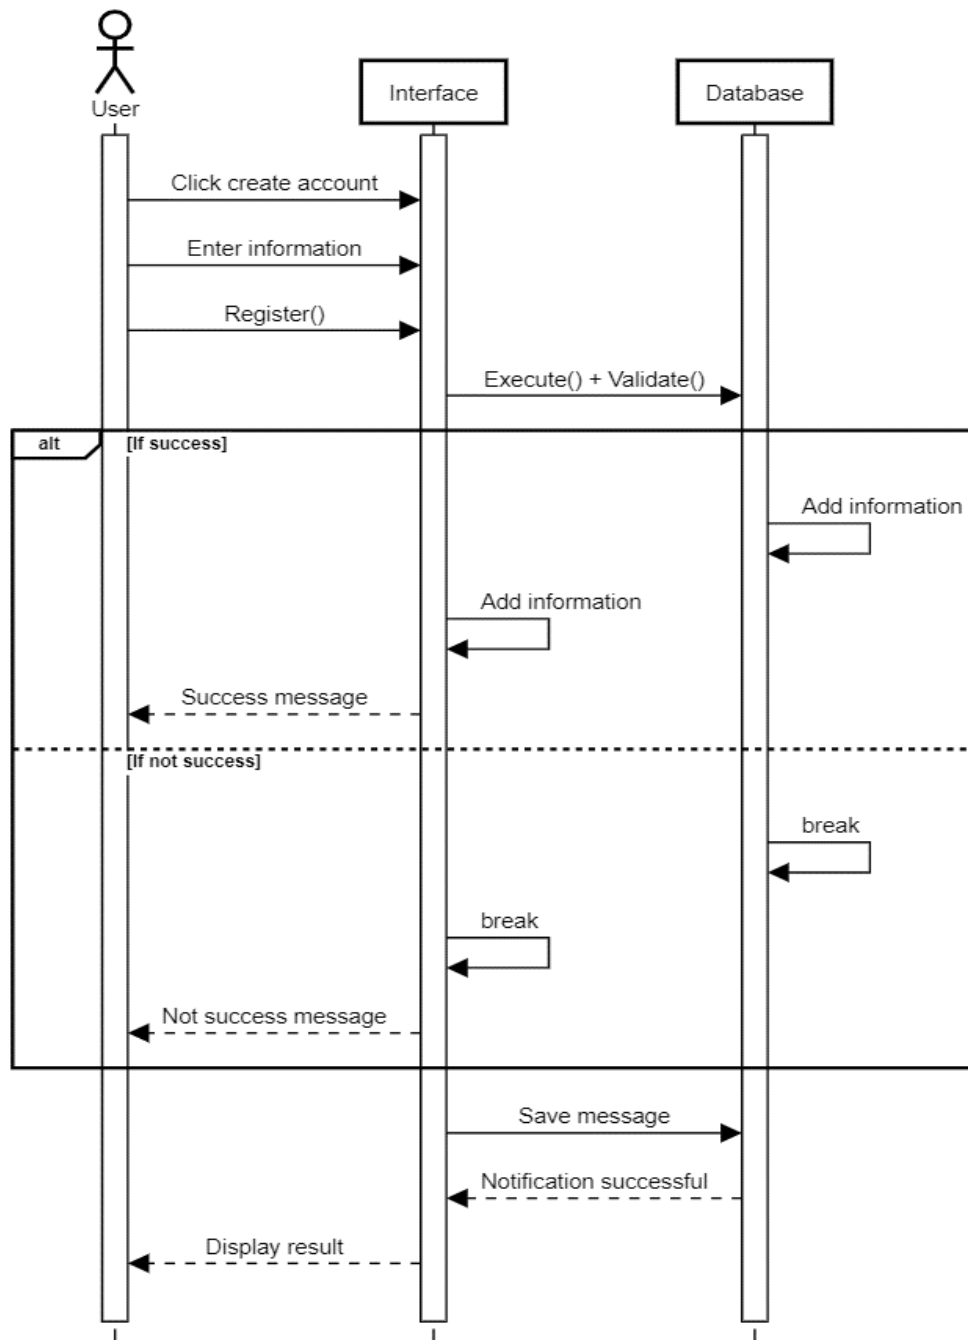 User
Interface
Database
Click create account
Enter information
Register()
Execute() + Validate()
alt
[If success]
Add information
Add information
Success message
[If not success]
break
break
Not success message
Save message
Notification successful
Display result